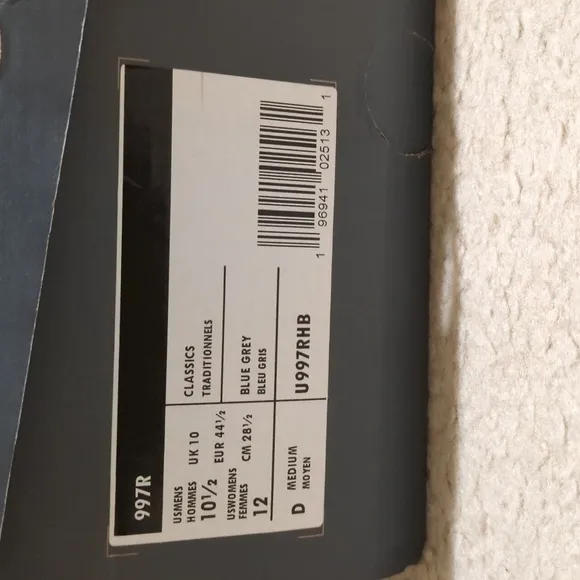 997R
USMENS
HOMMES UK 10
10½ EUR 44½
USWOMENS
FEMMES CM 28½
12
CLASSICS
TRADITIONNELS
BLUE GREY
BLEU GRIS
D MEDIUM
MOYEN
U997RHB
1 96941 02513 1